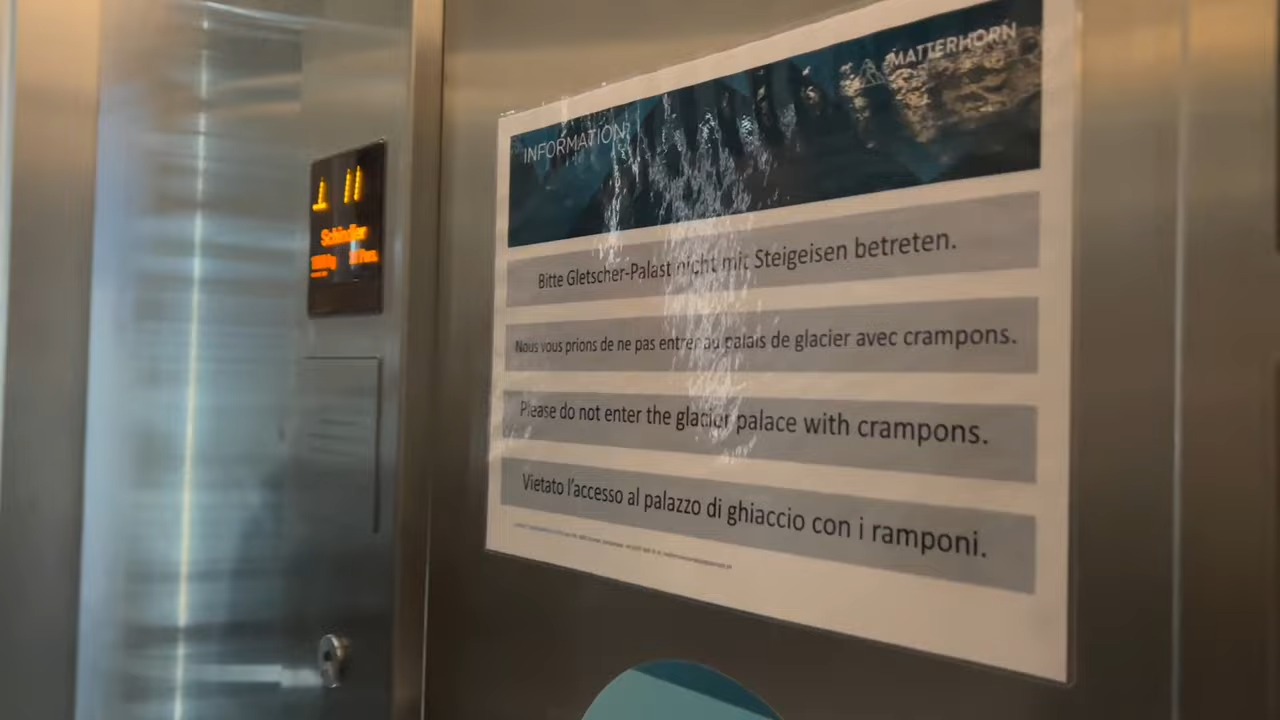 MATTERHORN
INFORMATION
Bitte Gletscher-Palast nicht mit Steigeisen betreten.
Nous vous prions de ne pas entrer au palais de glacier avec crampons.
Please do not enter the glacier palace with crampons.
Vietato l'accesso al palazzo di ghiaccio con i ramponi.
Schindler